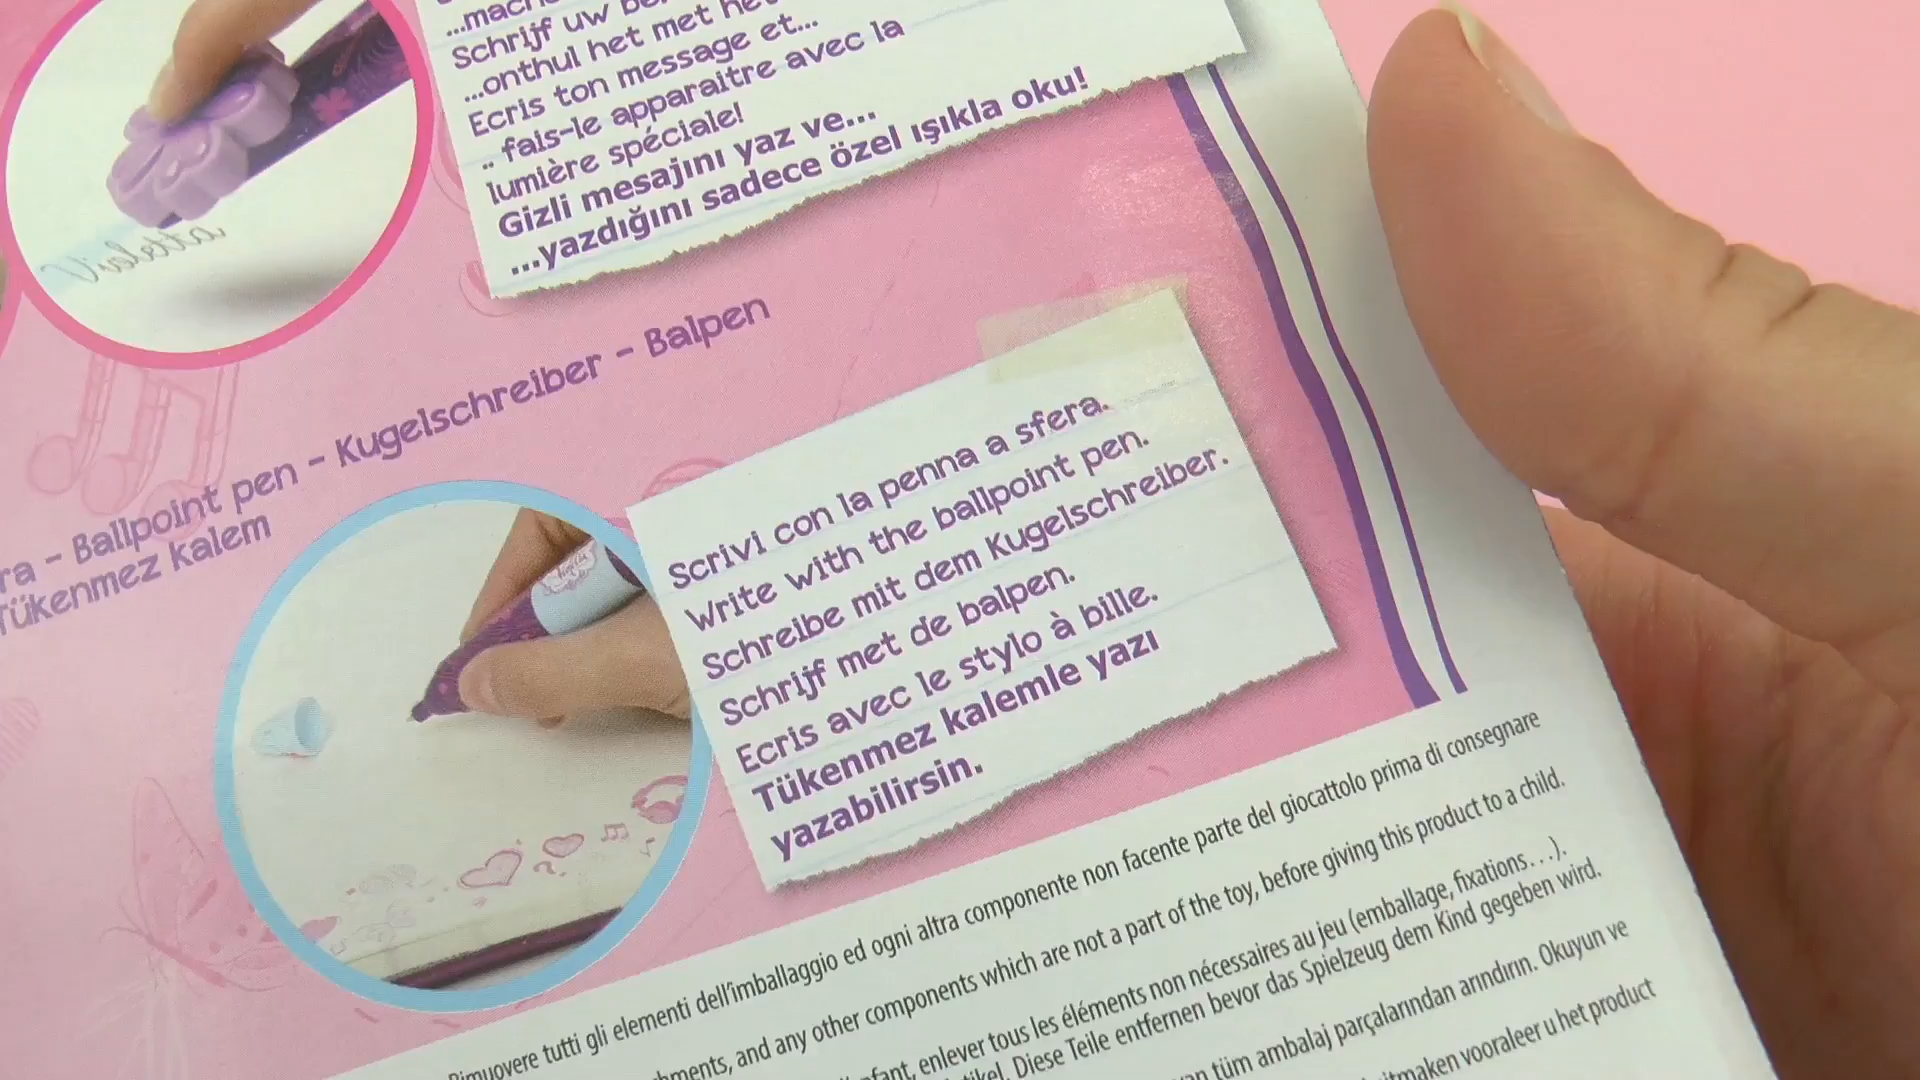 Schrijf uw
...onthul het met het
Ecris ton message et...
.. fais-le apparaitre avec la
lumière spéciale!
Gizli mesajını yaz ve...
...yazdığını sadece özel ışıkla oku!
Violetta
ra - Ballpoint pen - Kugelschreiber - Balpen
Tükenmez kalem
Scrivi con la penna a sfera.
Write with the ballpoint pen.
Schreibe mit dem Kugelschreiber.
Schrijf met de balpen.
Ecris avec le stylo à bille.
Tükenmez kalemle yazı
yazabilirsin.
Rimuovere tutti gli elementi dell'imballaggio ed ogni altra componente non facente parte del giocattolo prima di consegnare
and any other components which are not a part of the toy, before giving this product to a child.
enlever tous les éléments non nécessaires au jeu (emballage, fixations...).
Diese Teile entfernen bevor das Spielzeug dem Kind gegeben wird.
tüm ambalaj parçalarından arındırın. Okuyun ve
vooraleer u het product